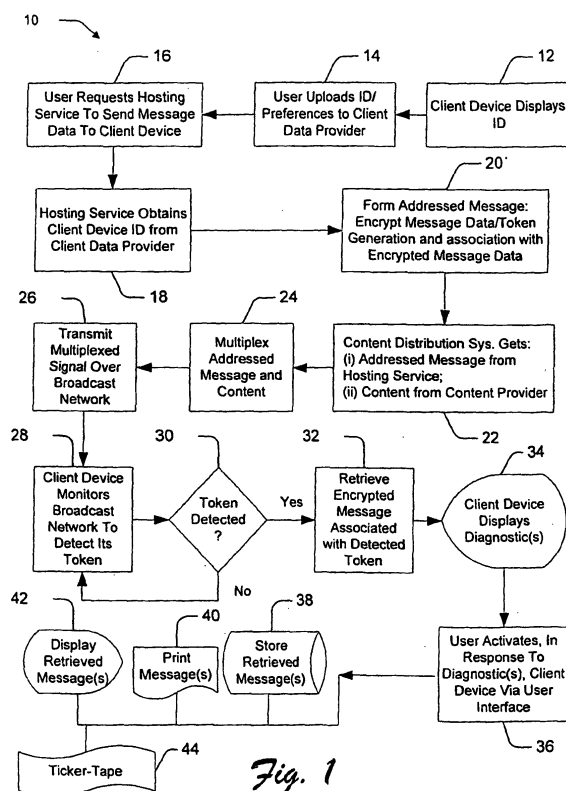 10
16
14
12
User Requests Hosting
Service To Send Message
Data To Client Device
User Uploads ID/
Preferences to Client
Data Provider
Client Device Displays
ID
20'
Hosting Service Obtains
Client Device ID from
Client Data Provider
Form Addressed Message:
Encrypt Message Data/Token
Generation and association with
Encrypted Message Data
18
26
24
Transmit
Multiplexed
Signal Over
Broadcast
Network
Multiplex
Addressed
Message and
Content
Content Distribution Sys. Gets:
(i) Addressed Message from
Hosting Service;
(ii) Content from Content Provider
22
28
30
32
34
Client Device
Monitors
Broadcast
Network To
Detect Its
Token
Token
Detected
?
Yes
No
Retrieve
Encrypted
Message
Associated
with Detected
Token
Client Device
Displays
Diagnostic(s)
42
40
38
Display
Retrieved
Message(s)
Print
Message(s)
Store
Retrieved
Message(s)
User Activates, In
Response To
Diagnostic(s), Client
Device Via User
Interface
36
Ticker-Tape
44
Fig. 1